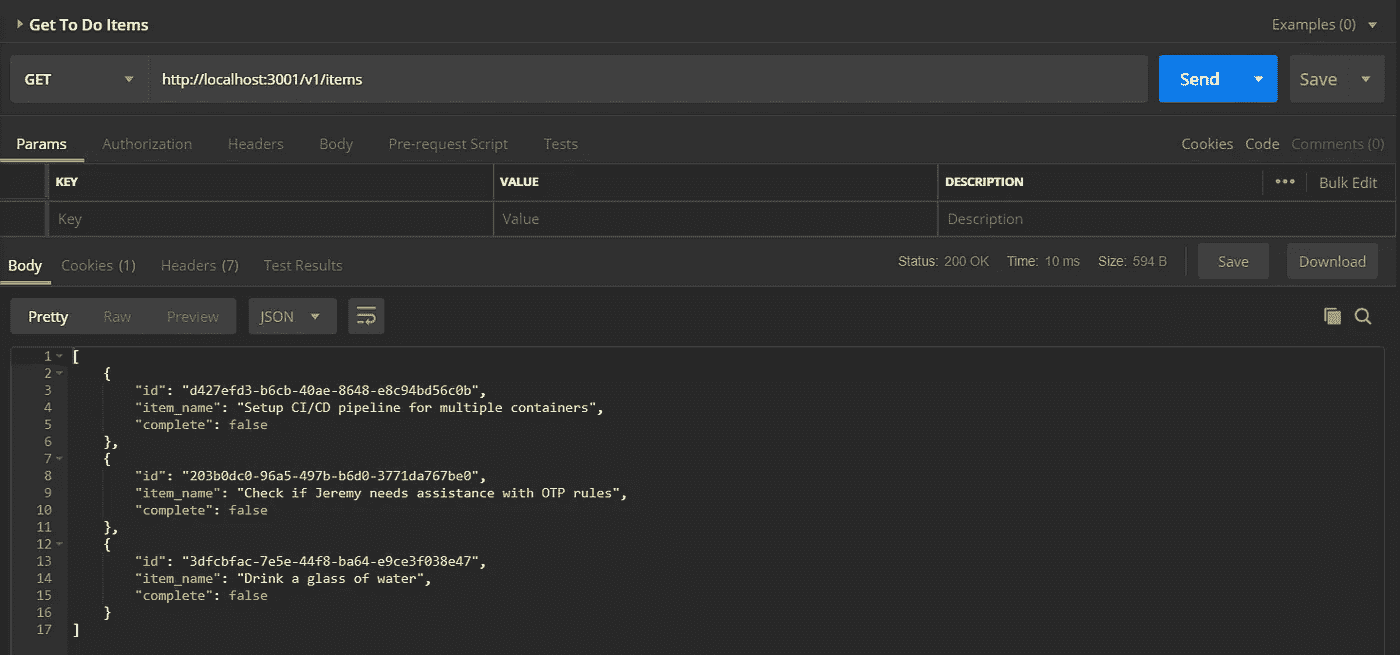 Get To Do Items Examples (0)
GET http://localhost:3001/v1/items Send Save
Params Authorization Headers Body Pre-request Script Tests Cookies Code Comments (0)
KEY VALUE DESCRIPTION ••• Bulk Edit
Key Value Description
Body Cookies (1) Headers (7) Test Results Status: 200 OK Time: 10 ms Size: 594 B Save Download
Pretty Raw Preview JSON
1 [
2 {
3 "id": "d427efd3-b6cb-40ae-8648-e8c94bd56c0b",
4 "item_name": "Setup CI/CD pipeline for multiple containers",
5 "complete": false
6 },
7 {
8 "id": "203b0dc0-96a5-497b-b6d0-3771da767be0",
9 "item_name": "Check if Jeremy needs assistance with OTP rules",
10 "complete": false
11 },
12 {
13 "id": "3dfcbfac-7e5e-44f8-ba64-e9ce3f038e47",
14 "item_name": "Drink a glass of water",
15 "complete": false
16 }
17 ]